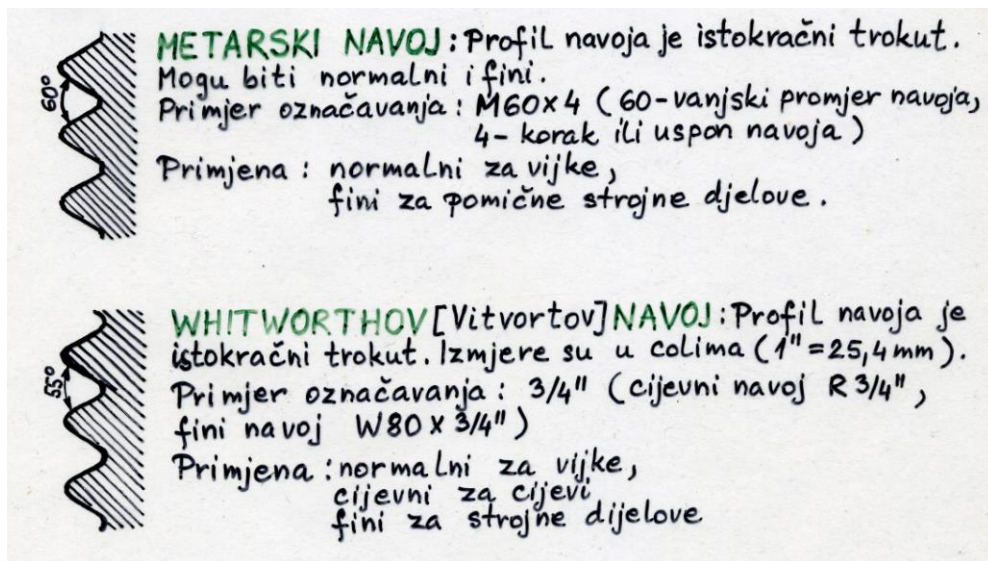 METARSKI NAVOJ: Profil navoja je istokračni trokut.
Mogu biti normalni i fini.
60°
Primjer označavanja: M60x4 (60-vanjski promjer navoja,
4- korak ili uspon navoja)
Primjena: normalni za vijke,
fini za pomične strojne djelove.
WHITWORTHOV [Vitvortov] NAVOJ: Profil navoja je
istokračni trokut. Izmjere su u colima (1"=25,4mm).
55°
Primjer označavanja: 3/4" (cijevni navoj R 3/4",
fini navoj W80 x 3/4")
Primjena: normalni za vijke,
cijevni za cijevi
fini za strojne dijelove